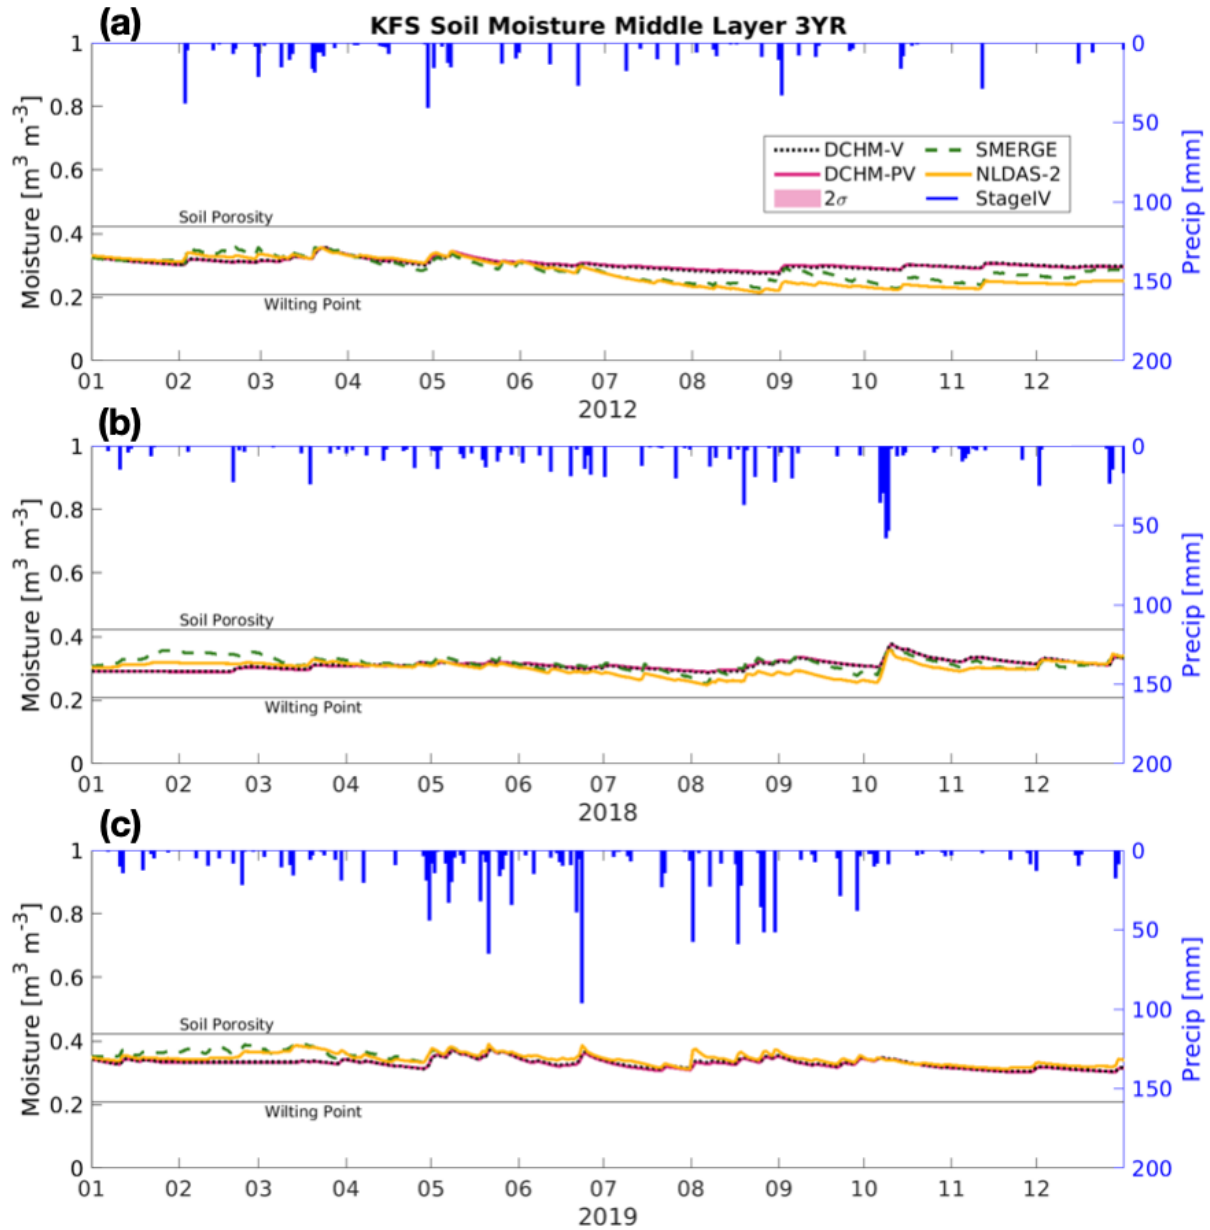 (a)
KFS Soil Moisture Middle Layer 3YR
1
0.8
0.6
0.4
0.2
0
Moisture [m³ m⁻³]
0
50
100
150
200
Precip [mm]
DCHM-V
SMERGE
DCHM-PV
NLDAS-2
2σ
StageIV
Soil Porosity
Wilting Point
01 02 03 04 05 06 07 08 09 10 11 12
2012
(b)
1
0.8
0.6
0.4
0.2
0
Moisture [m³ m⁻³]
0
50
100
150
200
Precip [mm]
Soil Porosity
Wilting Point
01 02 03 04 05 06 07 08 09 10 11 12
2018
(c)
1
0.8
0.6
0.4
0.2
0
Moisture [m³ m⁻³]
0
50
100
150
200
Precip [mm]
Soil Porosity
Wilting Point
01 02 03 04 05 06 07 08 09 10 11 12
2019